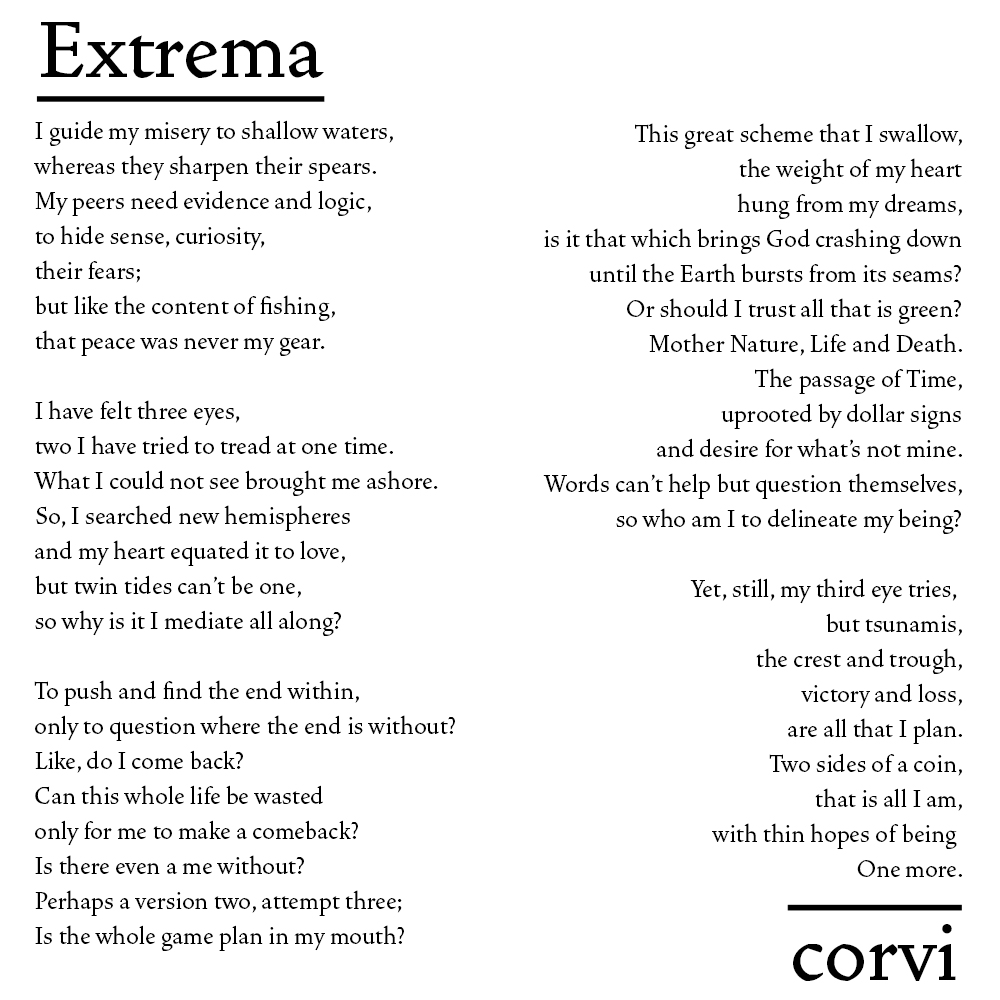 Extrema
I guide my misery to shallow waters,
whereas they sharpen their spears.
My peers need evidence and logic,
to hide sense, curiosity,
their fears;
but like the content of fishing,
that peace was never my gear.
I have felt three eyes,
two I have tried to tread at one time.
What I could not see brought me ashore.
So, I searched new hemispheres
and my heart equated it to love,
but twin tides can’t be one,
so why is it I mediate all along?
To push and find the end within,
only to question where the end is without?
Like, do I come back?
Can this whole life be wasted
only for me to make a comeback?
Is there even a me without?
Perhaps a version two, attempt three;
Is the whole game plan in my mouth?
This great scheme that I swallow,
the weight of my heart
hung from my dreams,
is it that which brings God crashing down
until the Earth bursts from its seams?
Or should I trust all that is green?
Mother Nature, Life and Death.
The passage of Time,
uprooted by dollar signs
and desire for what’s not mine.
Words can’t help but question themselves,
so who am I to delineate my being?
Yet, still, my third eye tries,
but tsunamis,
the crest and trough,
victory and loss,
are all that I plan.
Two sides of a coin,
that is all I am,
with thin hopes of being
One more.
corvi